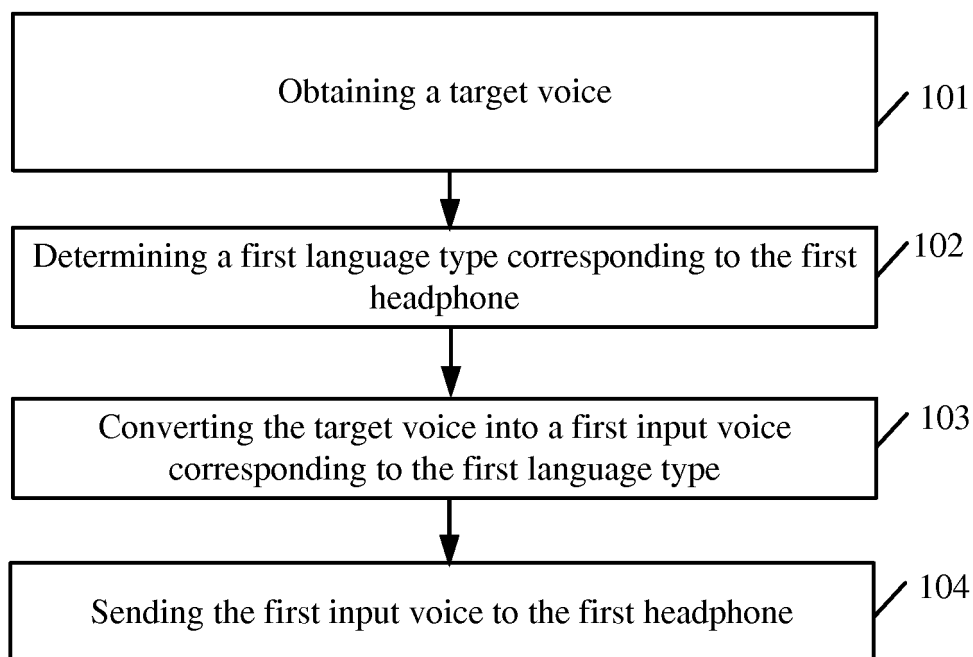 Obtaining a target voice
101
Determining a first language type corresponding to the first
headphone
102
Converting the target voice into a first input voice
corresponding to the first language type
103
Sending the first input voice to the first headphone
104